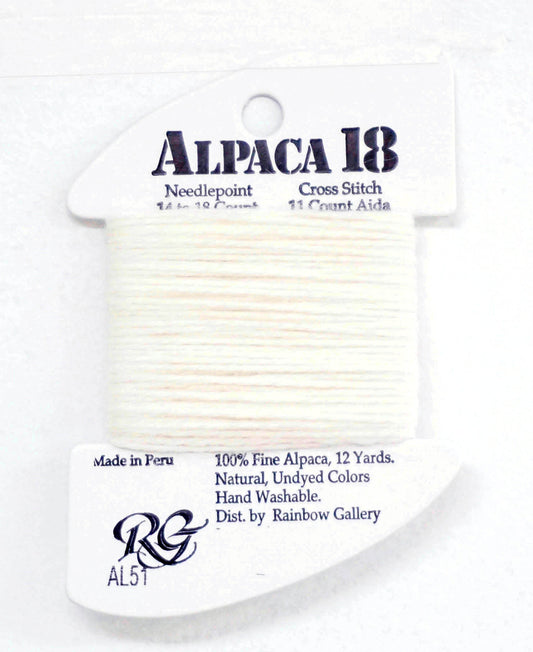 ALPACA 18
Needlepoint Cross Stitch
14 to 18 Count 11 Count Aida
Made in Peru
100% Fine Alpaca, 12 Yards.
Natural, Undyed Colors
Hand Washable.
Dist. by Rainbow Gallery
RG
AL51